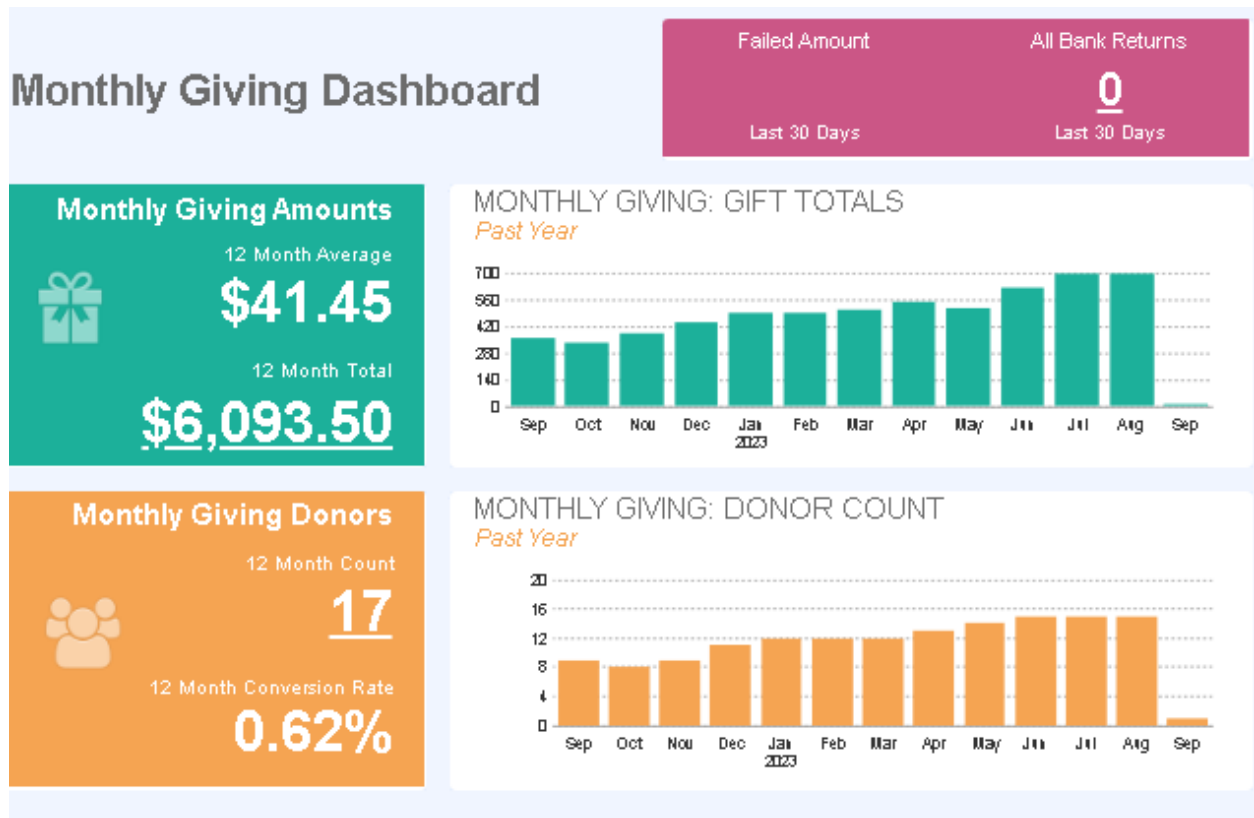 Monthly Giving Dashboard
Failed Amount
Last 30 Days
All Bank Returns
0
Last 30 Days
Monthly Giving Amounts
12 Month Average
$41.45
12 Month Total
$6,093.50
MONTHLY GIVING: GIFT TOTALS
Past Year
700
560
420
280
140
0
Sep Oct Nov Dec Jan Feb Mar Apr May Jun Jul Aug Sep
2023
Monthly Giving Donors
12 Month Count
17
12 Month Conversion Rate
0.62%
MONTHLY GIVING: DONOR COUNT
Past Year
20
16
12
8
4
0
Sep Oct Nov Dec Jan Feb Mar Apr May Jun Jul Aug Sep
2023